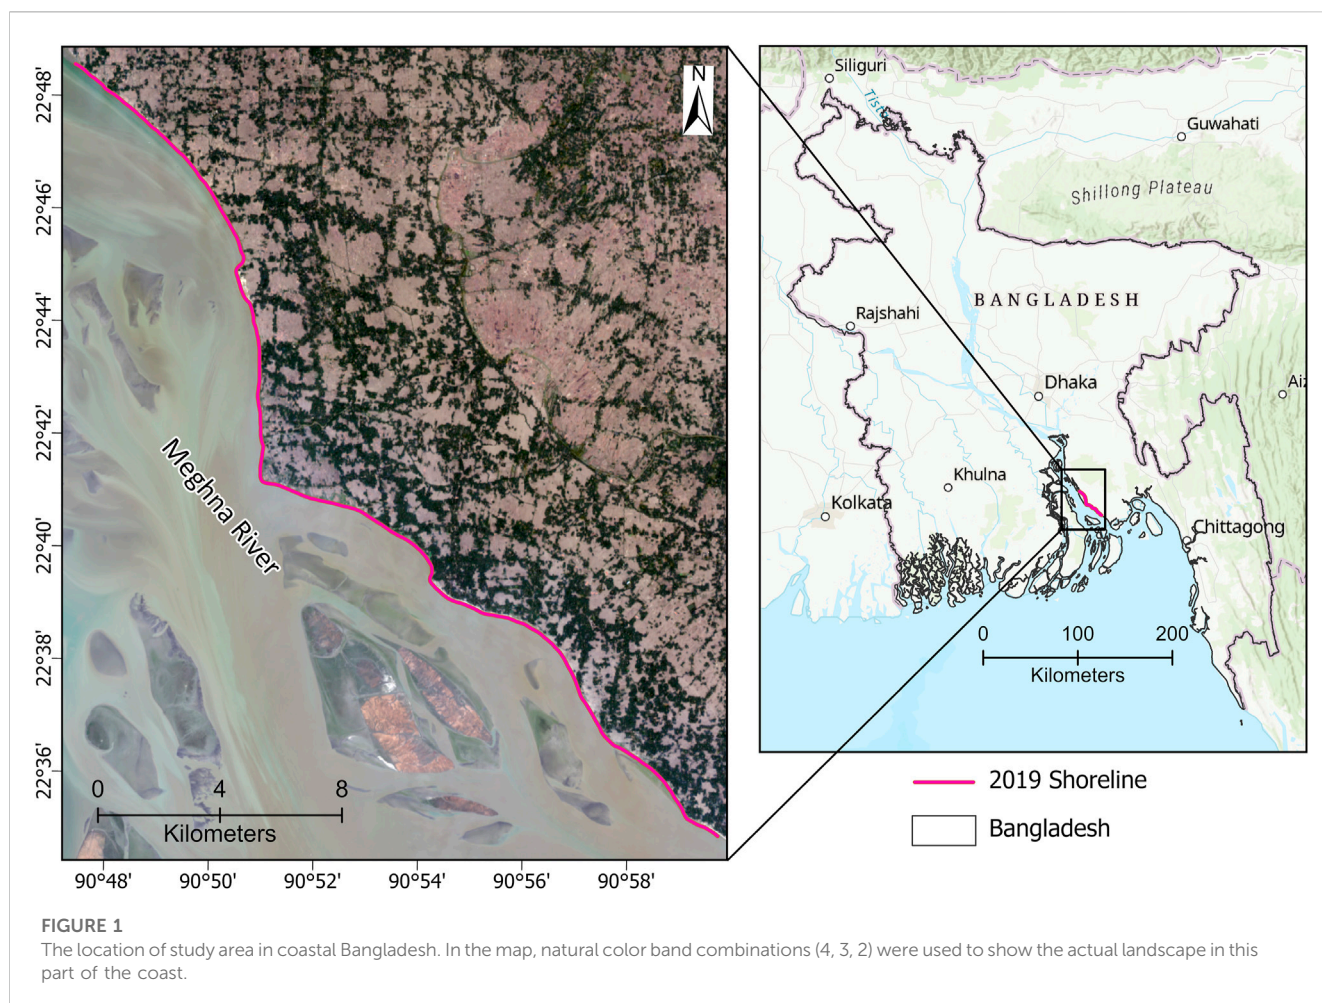 N
22°48'
22°46'
22°44'
22°42'
22°40'
22°38'
22°36'
Meghna River
0 4 8
Kilometers
90°48' 90°50' 90°52' 90°54' 90°56' 90°58'
Siliguri
Tista
Guwahati
Shillong Plateau
BANGLADESH
Rajshahi
Dhaka
Aiz
Khulna
Kolkata
Chittagong
0 100 200
Kilometers
2019 Shoreline
Bangladesh
FIGURE 1
The location of study area in coastal Bangladesh. In the map, natural color band combinations (4, 3, 2) were used to show the actual landscape in this
part of the coast.